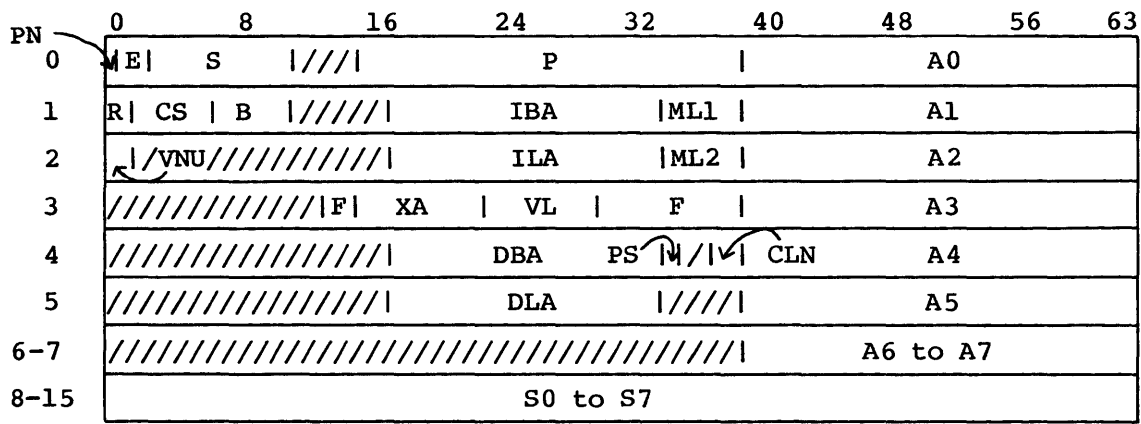 0 8 16 24 32 40 48 56 63
PN
0 |E| S |///| P | A0
1 R| CS | B |/////| IBA |ML1 | A1
2 |/VNU///////////| ILA |ML2 | A2
3 /////////////|F| XA | VL | F | A3
4 /////////////////| DBA PS ||/|| CLN A4
5 /////////////////| DLA |////| A5
6-7 ///////////////////////////////////////| A6 to A7
8-15 S0 to S7